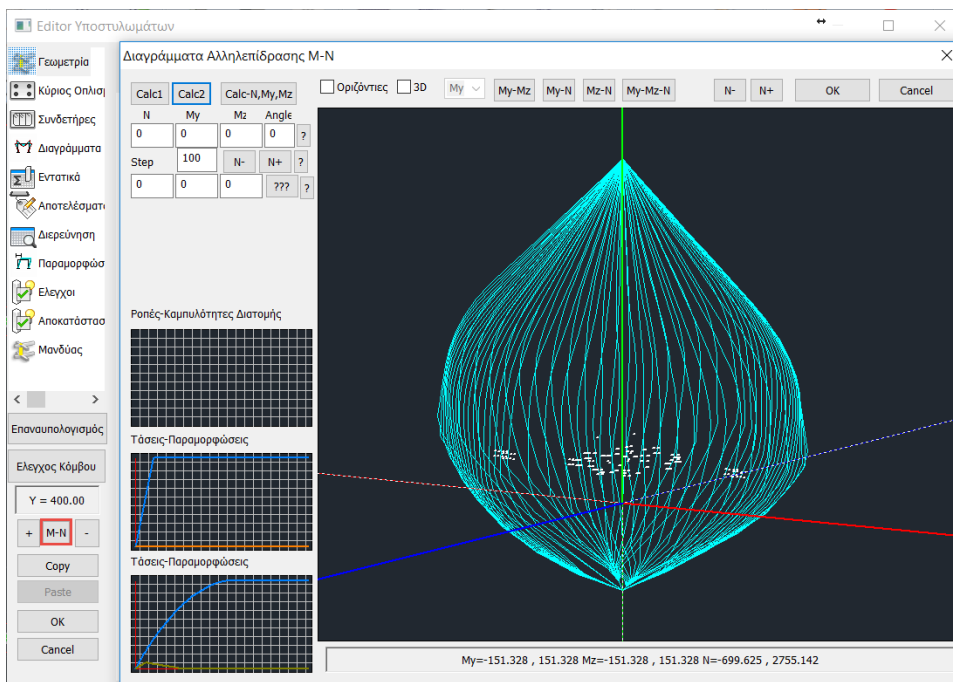 Editor Υποστυλωμάτων
Διαγράμματα Αλληλεπίδρασης M-N
Γεωμετρία
Κύριος Οπλισμ
Συνδετήρες
Διαγράμματα
Εντατικά
Αποτελέσματα
Διερεύνηση
Παραμορφώσ
Ελεγχοι
Αποκατάστασ
Μανδύας
Επαναυπολογισμός
Ελεγχος Κόμβου
Y = 400.00
+ M-N -
Copy
Paste
OK
Cancel
Calc1 Calc2 Calc-N,My,Mz
N My Mz Angle
0 0 0 0 ?
Step 100 N- N+ ?
0 0 0 ??? ?
Οριζόντιες 3D My My-Mz My-N Mz-N My-Mz-N N- N+ OK Cancel
Ροπές-Καμπυλότητες Διατομής
Τάσεις-Παραμορφώσεις
Τάσεις-Παραμορφώσεις
My=-151.328 , 151.328 Mz=-151.328 , 151.328 N=-699.625 , 2755.142